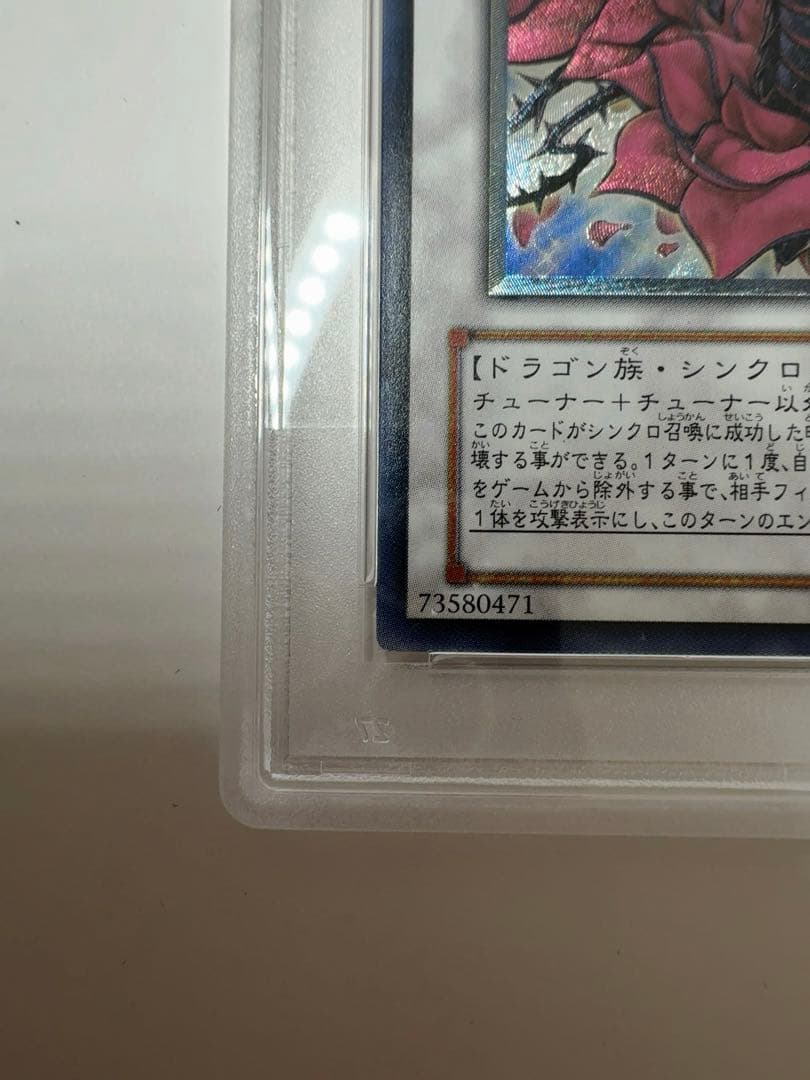 【ドラゴン族・シンクロ
チューナー＋チューナー以
このカードがシンクロ召喚に成功した
壊する事ができる。1ターンに1度、自
をゲームから除外する事で、相手フィ
1体を攻撃表示にし、このターンのエン
73580471
27